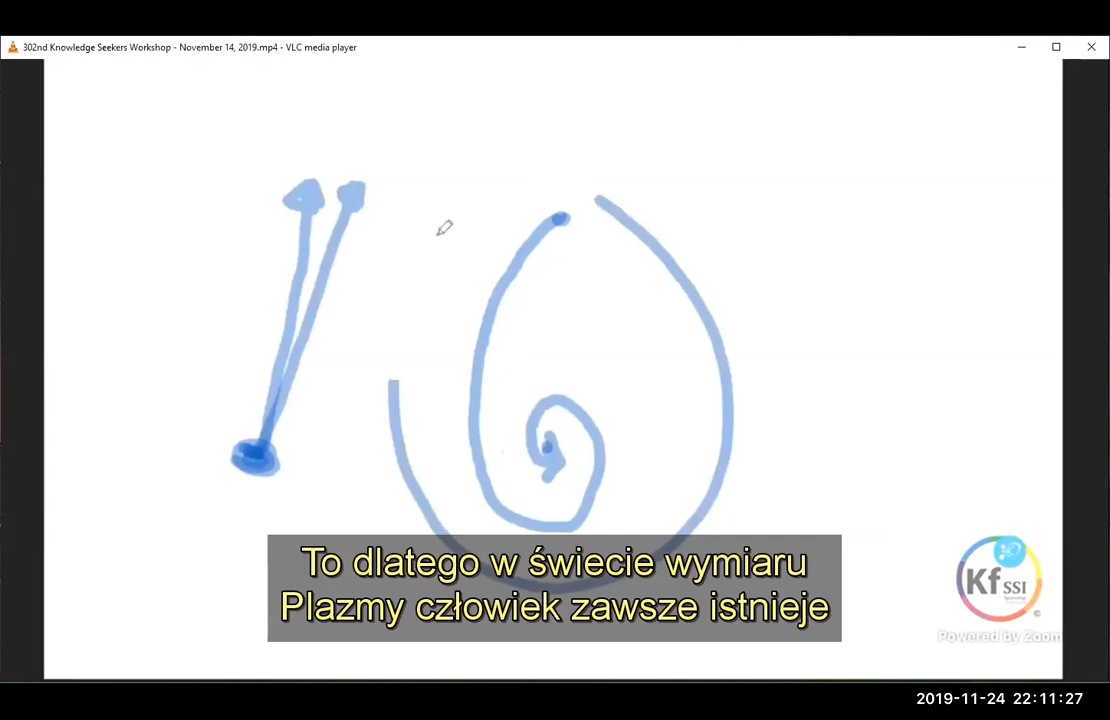 302nd Knowledge Seekers Workshop - November 14, 2019.mp4 - VLC media player
To dlatego w świecie wymiaru
Plazmy człowiek zawsze istnieje
Kf SSI
©
Powered by Zoom
2019-11-24 22:11:27